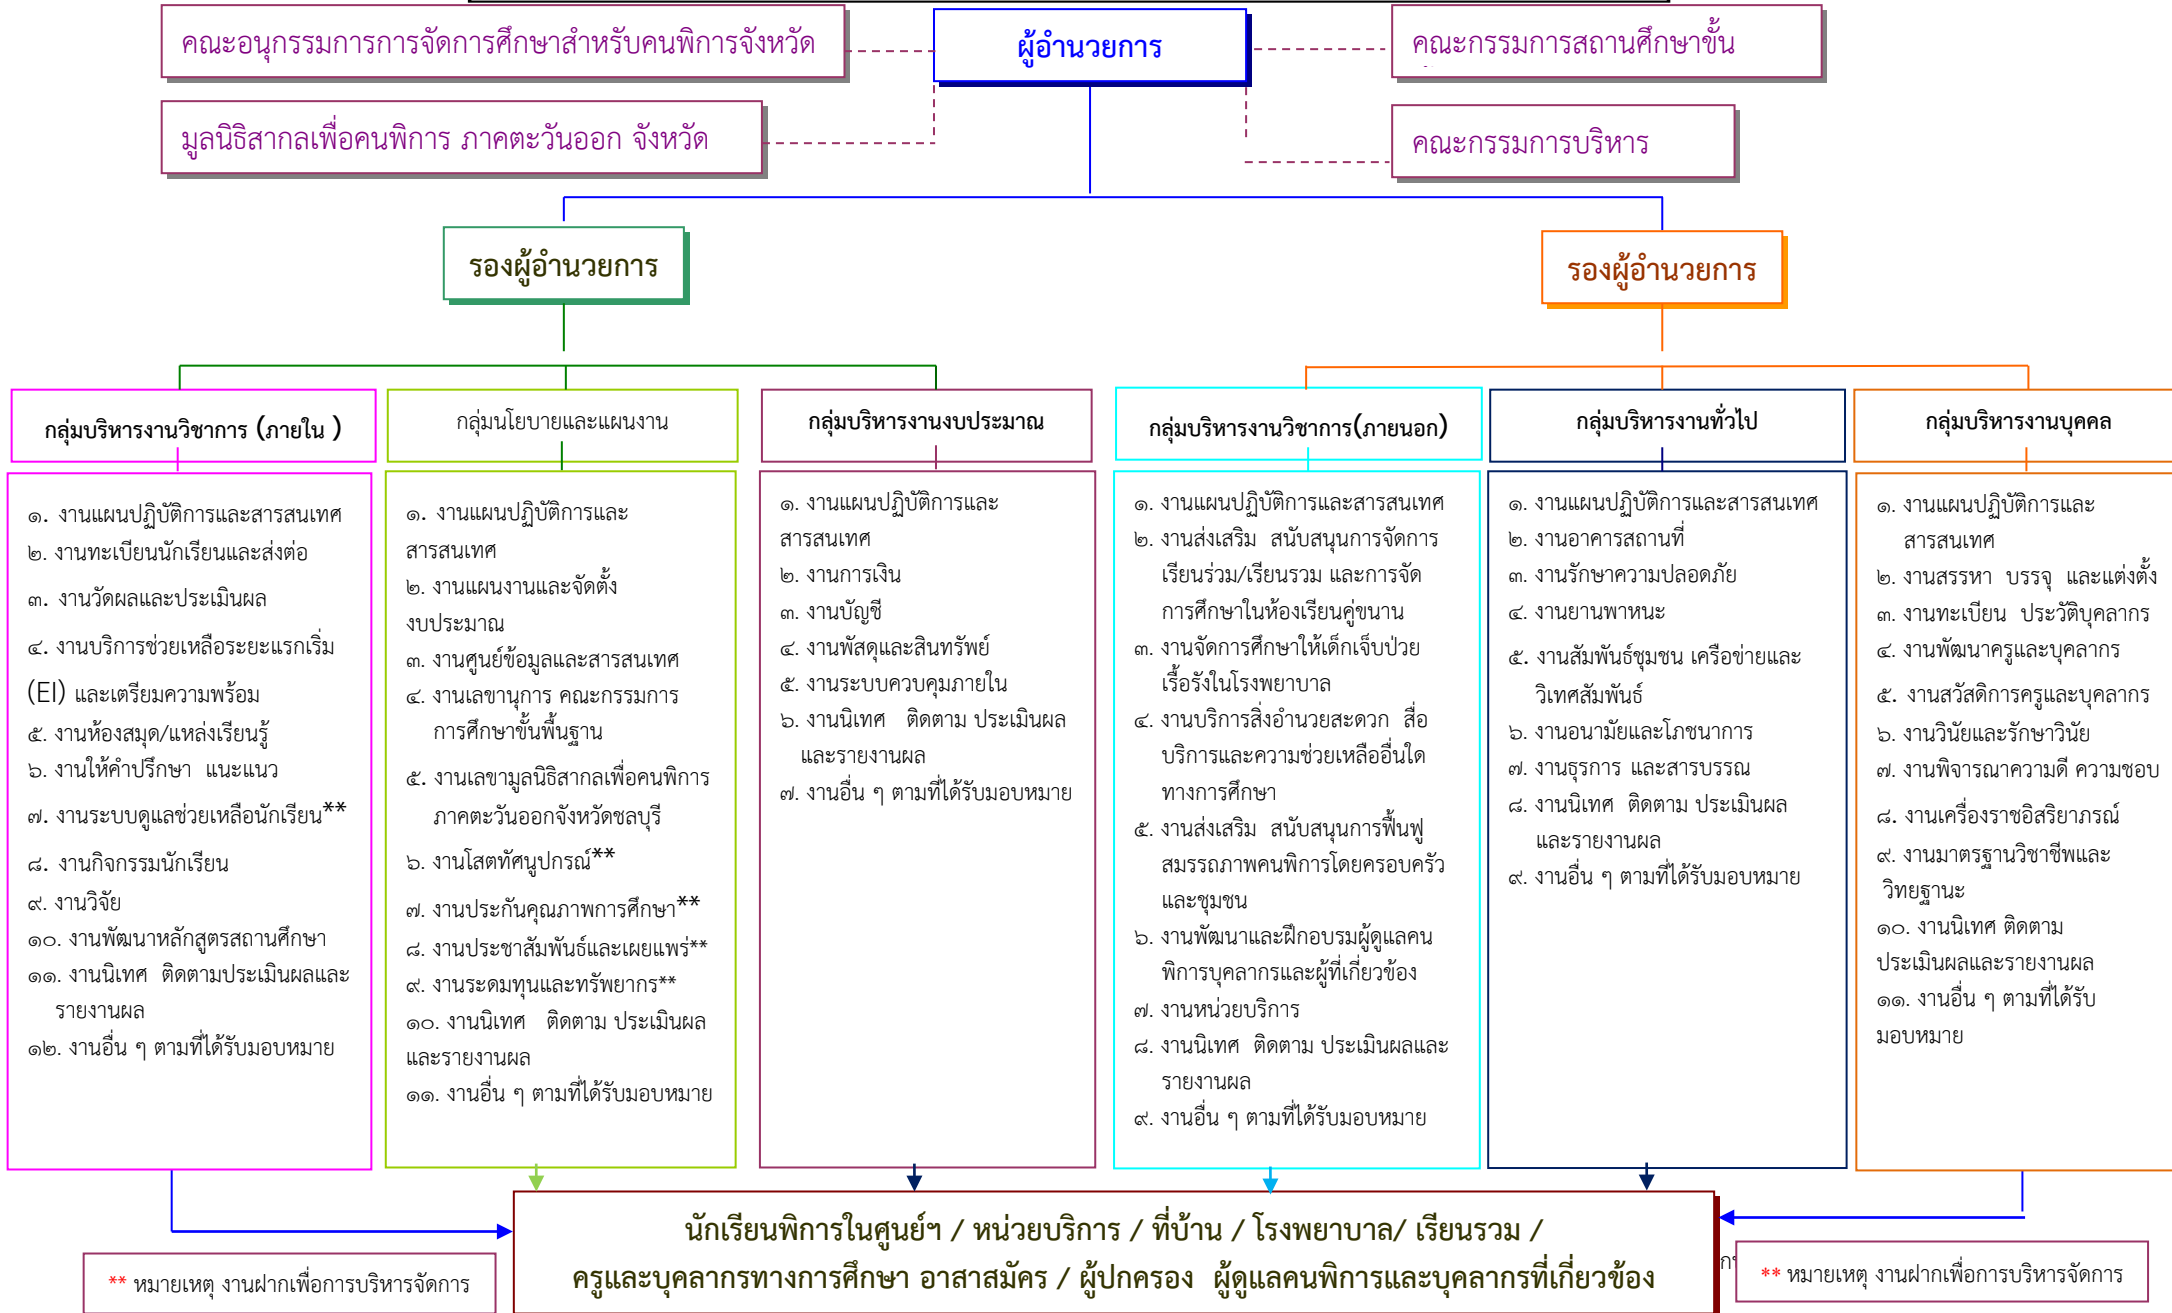 คณะอนุกรรมการการจัดการศึกษาสำหรับคนพิการจังหวัด
ผู้อำนวยการ
คณะกรรมการสถานศึกษาขั้น
มูลนิธิสากลเพื่อคนพิการ ภาคตะวันออก จังหวัด
คณะกรรมการบริหาร
รองผู้อำนวยการ
รองผู้อำนวยการ
กลุ่มบริหารงานวิชาการ (ภายใน )
๑. งานแผนปฏิบัติการและสารสนเทศ
๒. งานทะเบียนนักเรียนและส่งต่อ
๓. งานวัดผลและประเมินผล
๔. งานบริการช่วยเหลือระยะแรกเริ่ม
(EI) และเตรียมความพร้อม
๕. งานห้องสมุด/แหล่งเรียนรู้
๖. งานให้คำปรึกษา แนะแนว
๗. งานระบบดูแลช่วยเหลือนักเรียน**
๘. งานกิจกรรมนักเรียน
๙. งานวิจัย
๑๐. งานพัฒนาหลักสูตรสถานศึกษา
๑๑. งานนิเทศ ติดตามประเมินผลและ
รายงานผล
๑๒. งานอื่น ๆ ตามที่ได้รับมอบหมาย
กลุ่มนโยบายและแผนงาน
๑. งานแผนปฏิบัติการและ
สารสนเทศ
๒. งานแผนงานและจัดตั้ง
งบประมาณ
๓. งานศูนย์ข้อมูลและสารสนเทศ
๔. งานเลขานุการ คณะกรรมการ
การศึกษาขั้นพื้นฐาน
๕. งานเลขามูลนิธิสากลเพื่อคนพิการ
ภาคตะวันออกจังหวัดชลบุรี
๖. งานโสตทัศนูปกรณ์**
๗. งานประกันคุณภาพการศึกษา**
๘. งานประชาสัมพันธ์และเผยแพร่**
๙. งานระดมทุนและทรัพยากร**
๑๐. งานนิเทศ ติดตาม ประเมินผล
และรายงานผล
๑๑. งานอื่น ๆ ตามที่ได้รับมอบหมาย
กลุ่มบริหารงานงบประมาณ
๑. งานแผนปฏิบัติการและ
สารสนเทศ
๒. งานการเงิน
๓. งานบัญชี
๔. งานพัสดุและสินทรัพย์
๕. งานระบบควบคุมภายใน
๖. งานนิเทศ ติดตาม ประเมินผล
และรายงานผล
๗. งานอื่น ๆ ตามที่ได้รับมอบหมาย
กลุ่มบริหารงานวิชาการ(ภายนอก)
๑. งานแผนปฏิบัติการและสารสนเทศ
๒. งานส่งเสริม สนับสนุนการจัดการ
เรียนร่วม/เรียนรวม และการจัด
การศึกษาในห้องเรียนคู่ขนาน
๓. งานจัดการศึกษาให้เด็กเจ็บป่วย
เรื้อรังในโรงพยาบาล
๔. งานบริการสิ่งอำนวยสะดวก สื่อ
บริการและความช่วยเหลืออื่นใด
ทางการศึกษา
๕. งานส่งเสริม สนับสนุนการฟื้นฟู
สมรรถภาพคนพิการโดยครอบครัว
และชุมชน
๖. งานพัฒนาและฝึกอบรมผู้ดูแลคน
พิการบุคลากรและผู้ที่เกี่ยวข้อง
๗. งานหน่วยบริการ
๘. งานนิเทศ ติดตาม ประเมินผลและ
รายงานผล
๙. งานอื่น ๆ ตามที่ได้รับมอบหมาย
กลุ่มบริหารงานทั่วไป
๑. งานแผนปฏิบัติการและสารสนเทศ
๒. งานอาคารสถานที่
๓. งานรักษาความปลอดภัย
๔. งานยานพาหนะ
๕. งานสัมพันธ์ชุมชน เครือข่ายและ
วิเทศสัมพันธ์
๖. งานอนามัยและโภชนาการ
๗. งานธุรการ และสารบรรณ
๘. งานนิเทศ ติดตาม ประเมินผล
และรายงานผล
๙. งานอื่น ๆ ตามที่ได้รับมอบหมาย
กลุ่มบริหารงานบุคคล
๑. งานแผนปฏิบัติการและ
สารสนเทศ
๒. งานสรรหา บรรจุ และแต่งตั้ง
๓. งานทะเบียน ประวัติบุคลากร
๔. งานพัฒนาครูและบุคลากร
๕. งานสวัสดิการครูและบุคลากร
๖. งานวินัยและรักษาวินัย
๗. งานพิจารณาความดี ความชอบ
๘. งานเครื่องราชอิสริยาภรณ์
๙. งานมาตรฐานวิชาชีพและ
วิทยฐานะ
๑๐. งานนิเทศ ติดตาม
ประเมินผลและรายงานผล
๑๑. งานอื่น ๆ ตามที่ได้รับ
มอบหมาย
นักเรียนพิการในศูนย์ฯ / หน่วยบริการ / ที่บ้าน / โรงพยาบาล/ เรียนรวม /
ครูและบุคลากรทางการศึกษา อาสาสมัคร / ผู้ปกครอง ผู้ดูแลคนพิการและบุคลากรที่เกี่ยวข้อง
** หมายเหตุ งานฝากเพื่อการบริหารจัดการ
** หมายเหตุ งานฝากเพื่อการบริหารจัดการ